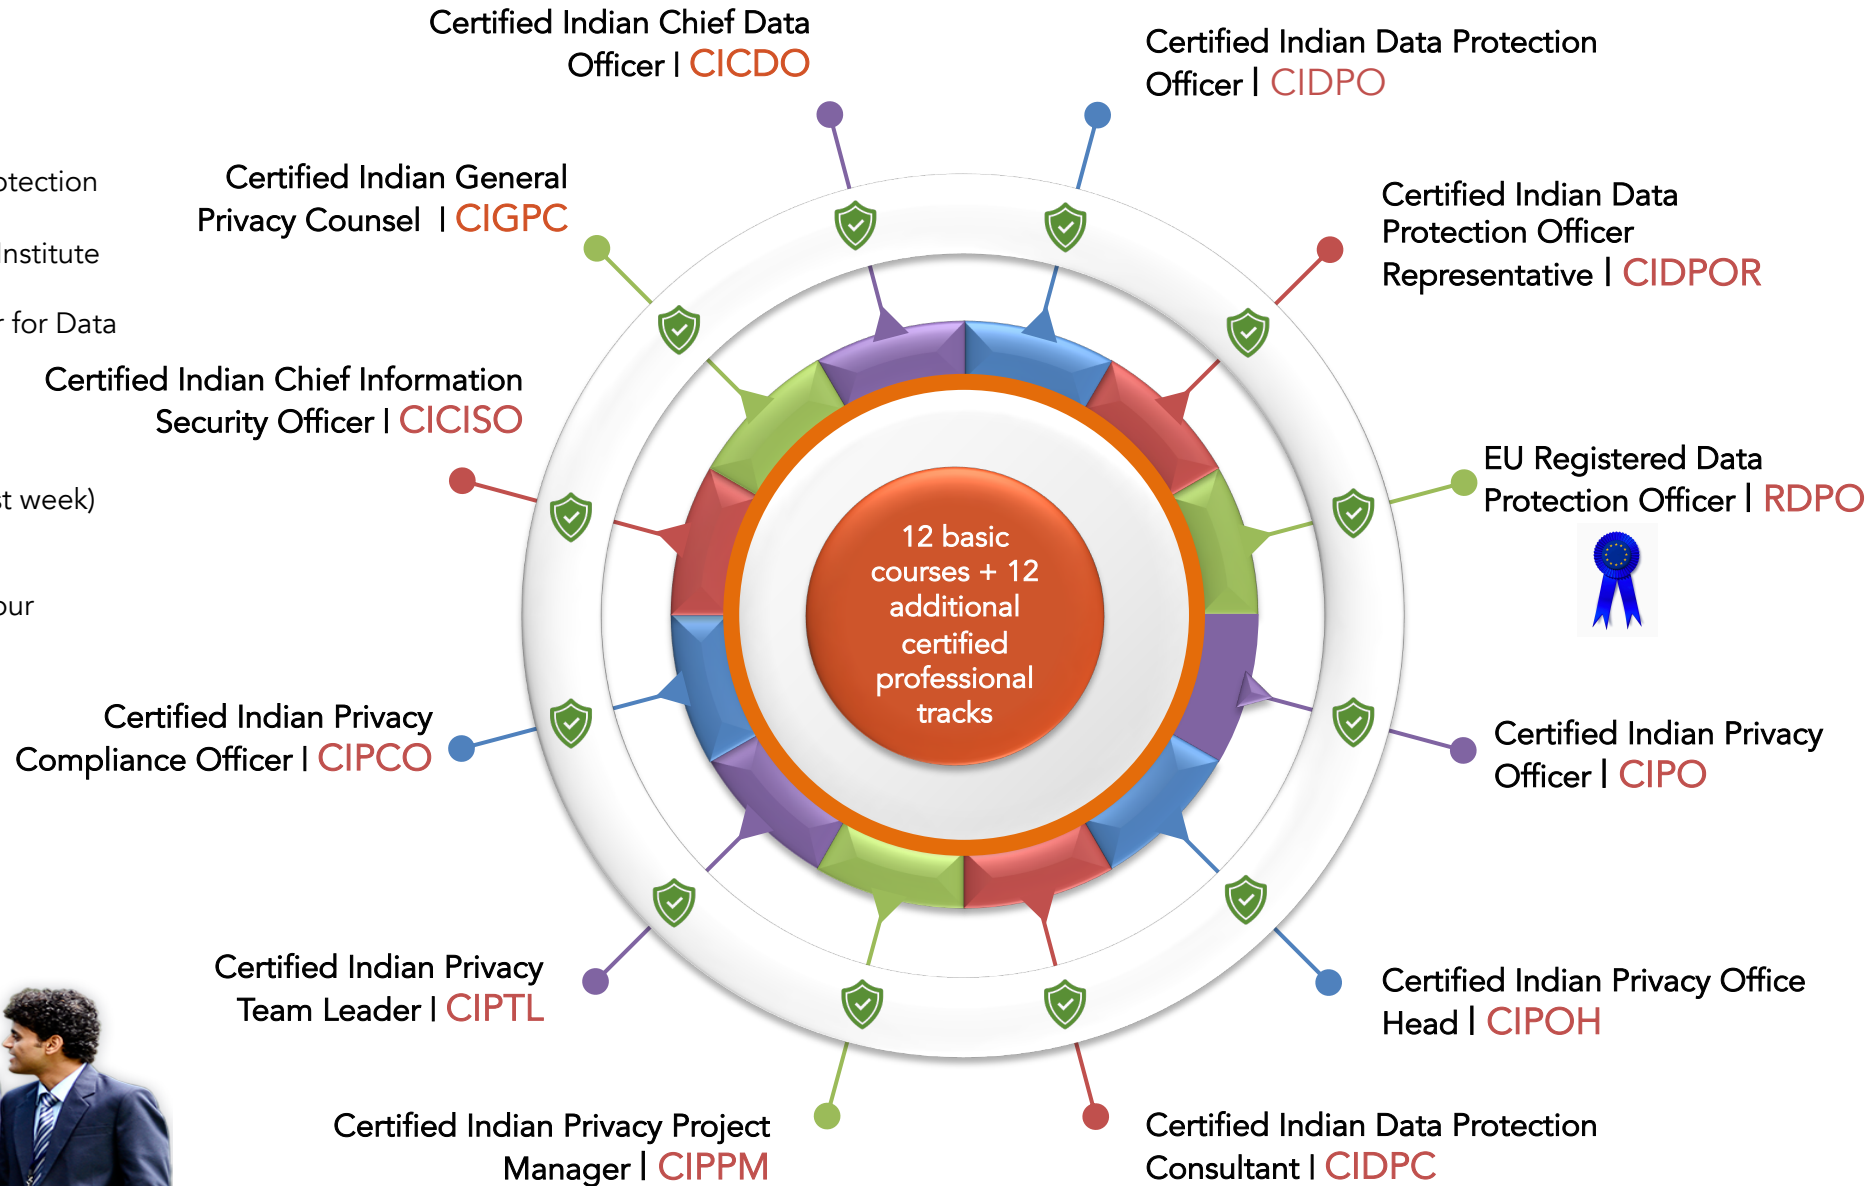 Certified Indian Chief Data
Officer | CICDO
Certified Indian Data Protection
Officer | CIDPO
Certified Indian General
Privacy Counsel | CIGPC
Certified Indian Data
Protection Officer
Representative | CIDPOR
Institute
r for Data
Certified Indian Chief Information
Security Officer | CICISO
EU Registered Data
Protection Officer | RDPO
week)
12 basic
courses + 12
additional
certified
professional
tracks
Certified Indian Privacy
Compliance Officer | CIPCO
Certified Indian Privacy
Officer | CIPO
Certified Indian Privacy
Team Leader | CIPTL
Certified Indian Privacy Office
Head | CIPOH
Certified Indian Privacy Project
Manager | CIPPM
Certified Indian Data Protection
Consultant | CIDPC